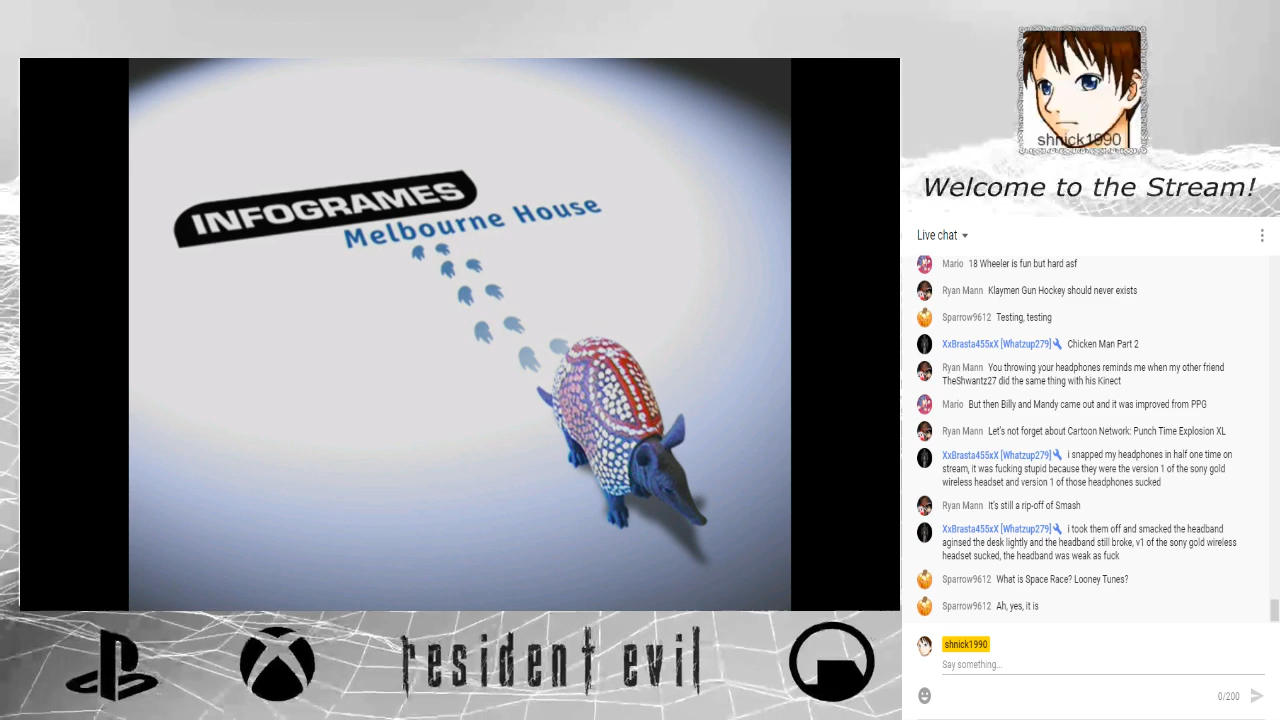 shnick1990
Welcome to the Stream!
INFOGRAMES
Melbourne House
resident evil
Live chat
Mario 18 Wheeler is fun but hard asf
Ryan Mann Klaymen Gun Hockey should never exists
Sparrow9612 Testing, testing
XxBrasta455xX [Whatzup279] Chicken Man Part 2
Ryan Mann You throwing your headphones reminds me when my other friend
TheShwantz27 did the same thing with his Kinect
Mario But then Billy and Mandy came out and it was improved from PPG
Ryan Mann Let's not forget about Cartoon Network: Punch Time Explosion XL
XxBrasta455xX [Whatzup279] i snapped my headphones in half one time on
stream, it was fucking stupid because they were the version 1 of the sony gold
wireless headset and version 1 of those headphones sucked
Ryan Mann It's still a rip-off of Smash
XxBrasta455xX [Whatzup279] i took them off and smacked the headband
aginsed the desk lightly and the headband still broke, v1 of the sony gold wireless
headset sucked, the headband was weak as fuck
Sparrow9612 What is Space Race? Looney Tunes?
Sparrow9612 Ah, yes, it is
shnick1990
Say something...
0/200